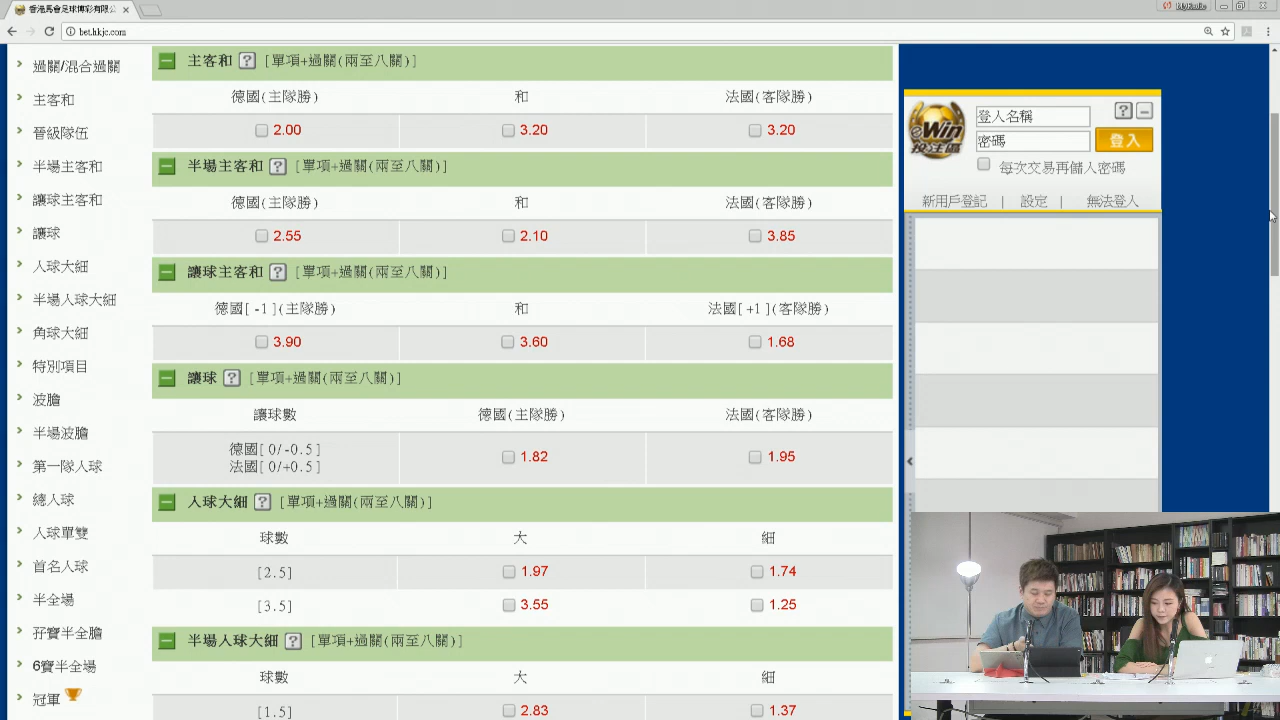 香港馬會足球博彩有限公
bet.hkjc.com
過關/混合過關
主客和
晉級隊伍
半場主客和
讓球主客和
讓球
入球大細
半場入球大細
角球大細
特別項目
波膽
半場波膽
第一隊入球
總入球
入球單雙
首名入球
半全場
孖寶半全膽
6寶半全場
冠軍
主客和 ? [單項+過關(兩至八關)]
德國(主隊勝) 和 法國(客隊勝)
2.00 3.20 3.20
半場主客和 ? [單項+過關(兩至八關)]
德國(主隊勝) 和 法國(客隊勝)
2.55 2.10 3.85
讓球主客和 ? [單項+過關(兩至八關)]
德國[ -1 ](主隊勝) 和 法國[ +1 ](客隊勝)
3.90 3.60 1.68
讓球 ? [單項+過關(兩至八關)]
讓球數 德國(主隊勝) 法國(客隊勝)
德國[ 0/-0.5 ]
法國[ 0/+0.5 ]
1.82 1.95
入球大細 ? [單項+過關(兩至八關)]
球數 大 細
[2.5] 1.97 1.74
[3.5] 3.55 1.25
半場入球大細 ? [單項+過關(兩至八關)]
球數 大 細
[1.5] 2.83 1.37
eWin
投注區
登入名稱
密碼
登入
每次交易再儲入密碼
新用戶登記 | 設定 | 無法登入